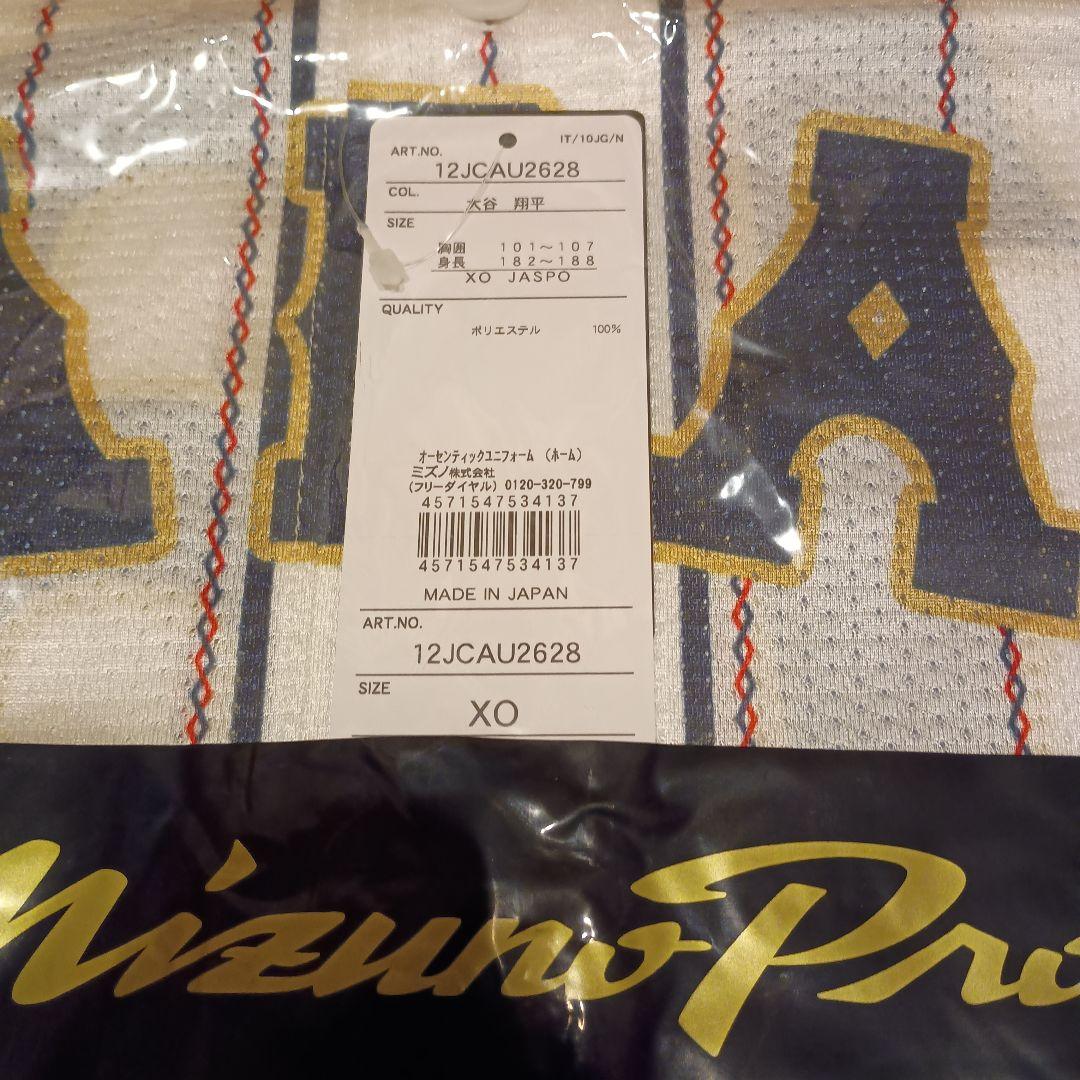 IT/10JG/N
ART.NO.
12JCAU2628
COL.
大谷 翔平
SIZE
胸囲 101～107
身長 182～188
XO JASPO
QUALITY
ポリエステル 100%
オーセンティックユニフォーム (ホーム)
ミズノ株式会社
(フリーダイヤル) 0120-320-799
4571547534137
4571547534137
MADE IN JAPAN
ART.NO.
12JCAU2628
SIZE
XO
A
Mizuno Pro